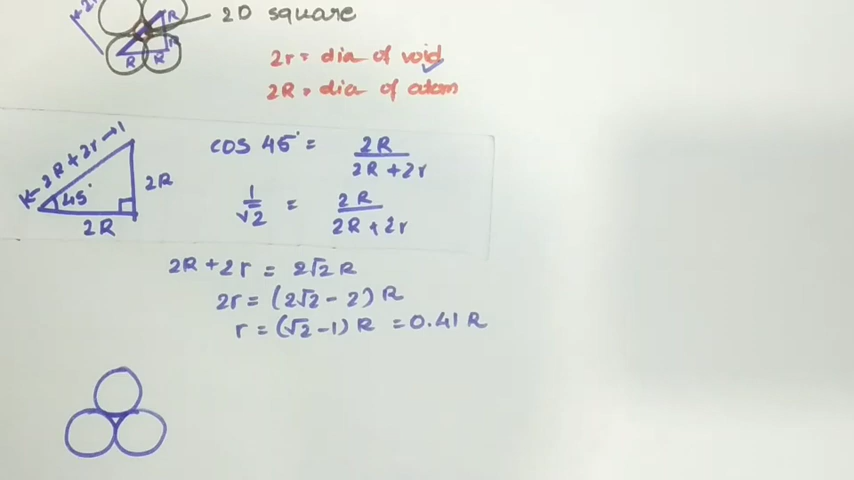 R
2D square
R
R R
2r = dia of void
2R = dia of atom
cos 45° = 2R / 2R + 2r
2R + 2r
45°
2R
2R
1/√2 = 2R / 2R + 2r
2R + 2r = 2√2 R
2r = (2√2 - 2) R
r = (√2 - 1) R = 0.41 R